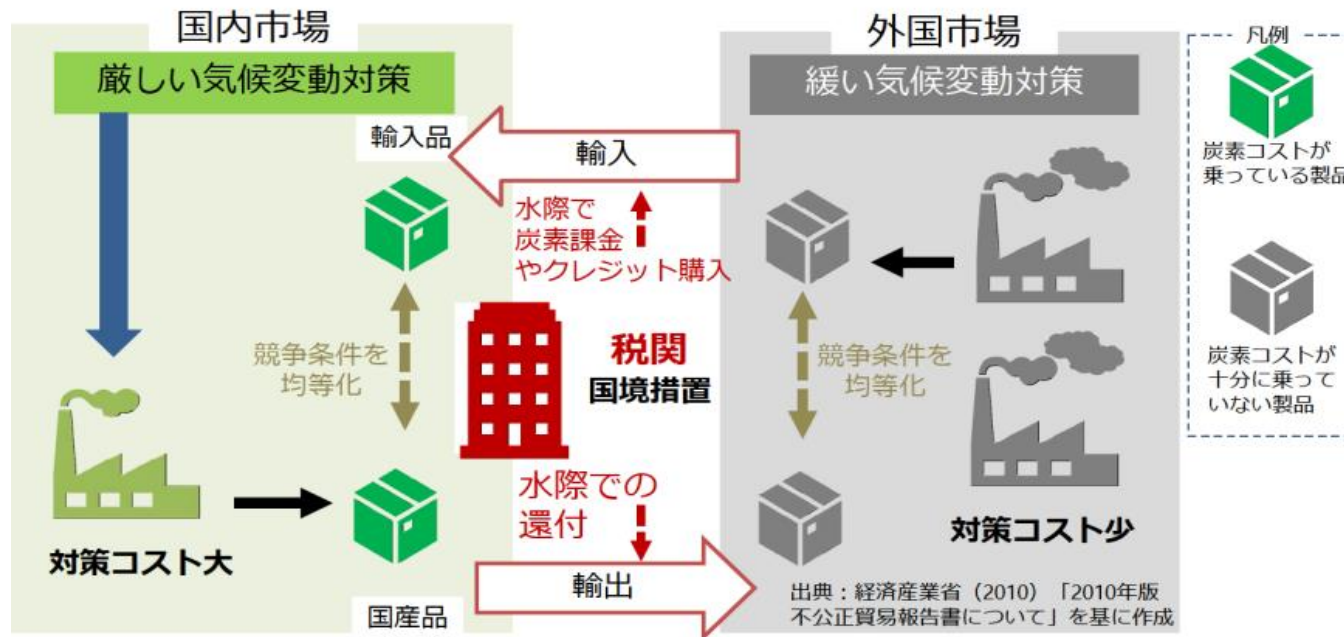 国内市場
厳しい気候変動対策
輸入品
輸入
水際で
炭素課金
やクレジット購入
競争条件を
均等化
税関
国境措置
水際での
還付
対策コスト大
輸出
国産品
外国市場
緩い気候変動対策
競争条件を
均等化
対策コスト少
出典：経済産業省（2010）「2010年版
不公正貿易報告書について」を基に作成
凡例
炭素コストが
乗っている製品
炭素コストが
十分に乗って
いない製品